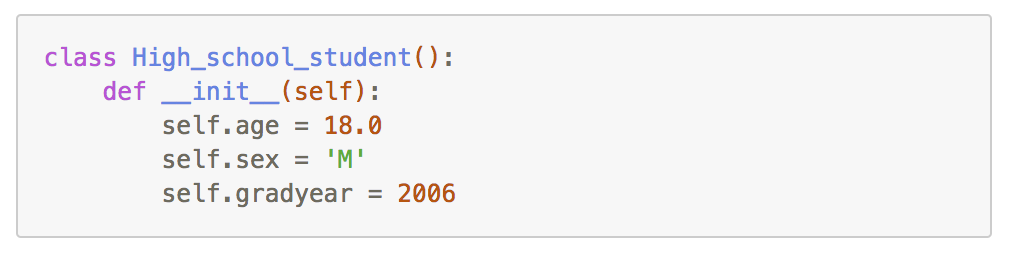 class High_school_student():
    def __init__(self):
        self.age = 18.0
        self.sex = 'M'
        self.gradyear = 2006